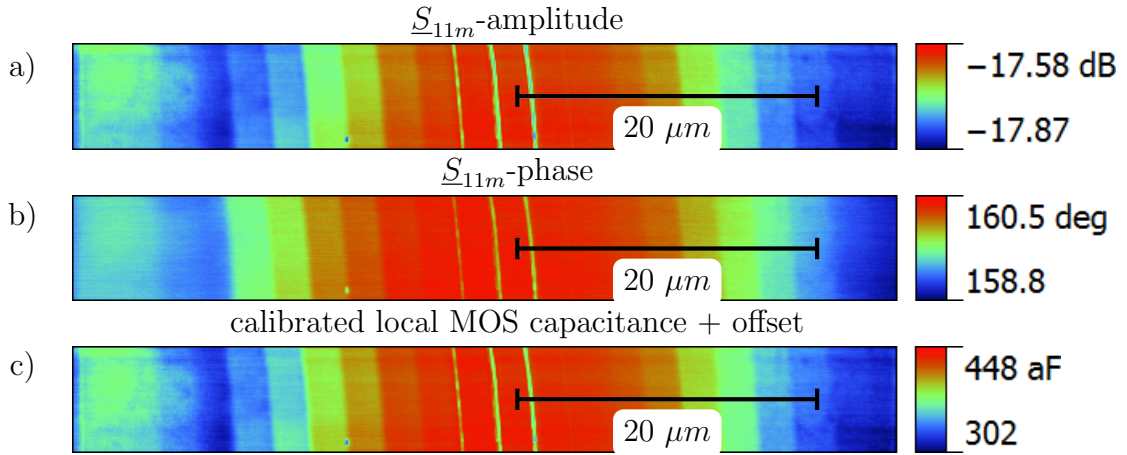 S₁₁ₘ-amplitude
a)
−17.58 dB
20 μm
−17.87
S₁₁ₘ-phase
b)
160.5 deg
20 μm
158.8
calibrated local MOS capacitance + offset
c)
448 aF
20 μm
302